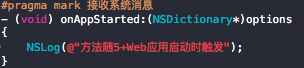 #pragma mark 接收系统消息
- (void) onAppStarted:(NSDictionary*)options
{
NSLog(@"方法随5+Web应用启动时触发");
}